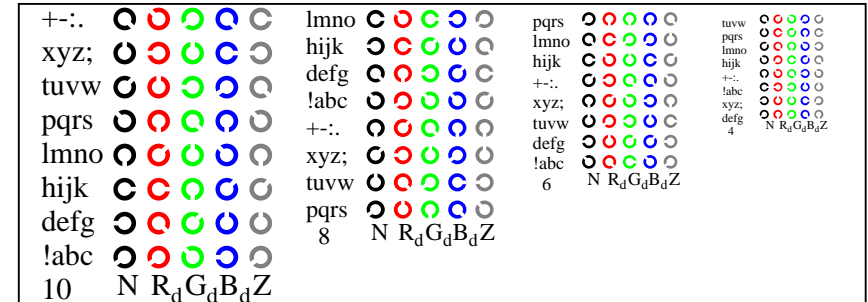 +-:.
xyz;
tuvw
pqrs
lmno
hijk
defg
!abc
10 N RdGdBdZ
lmno
hijk
defg
!abc
+-:.
xyz;
tuvw
pqrs
8 N RdGdBdZ
pqrs
lmno
hijk
+-:.
xyz;
tuvw
defg
!abc
6 N RdGdBdZ
tuvw
pqrs
lmno
hijk
+-:.
!abc
xyz;
defg
4 N RdGdBdZ